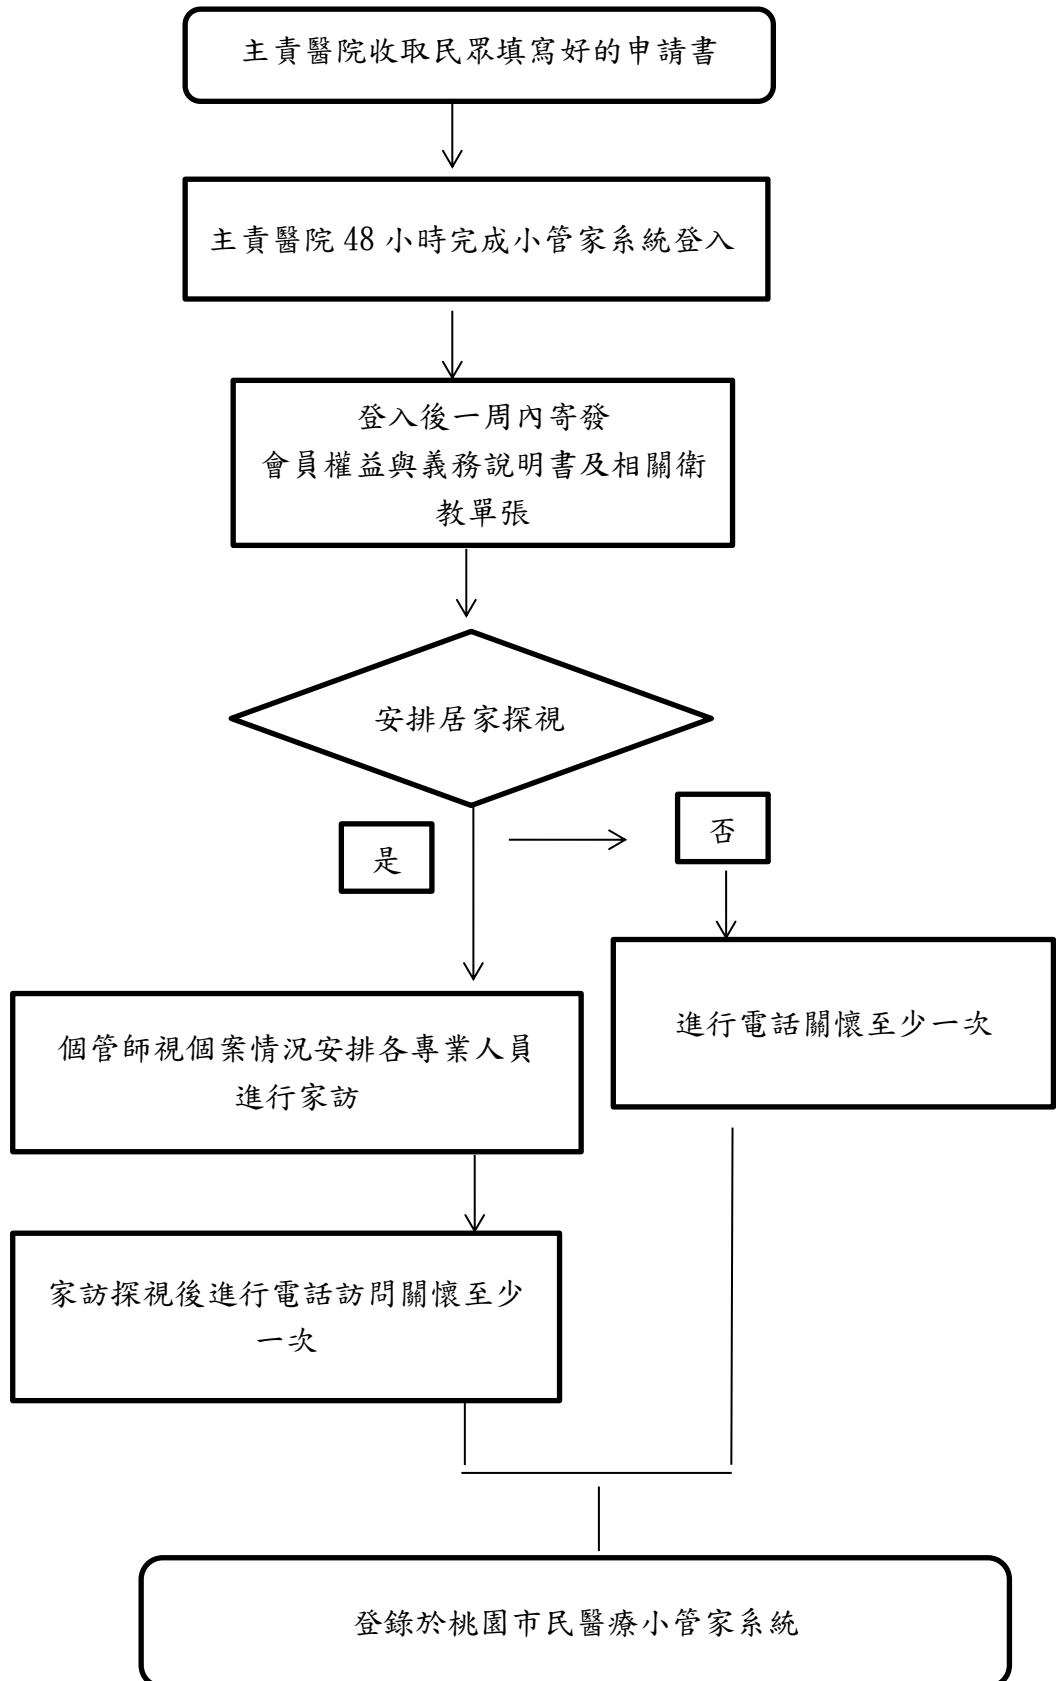 主責醫院收取民眾填寫好的申請書
主責醫院 48 小時完成小管家系統登入
登入後一周內寄發
會員權益與義務說明書及相關衛
教單張
安排居家探視
是
否
個管師視個案情況安排各專業人員
進行家訪
進行電話關懷至少一次
家訪探視後進行電話訪問關懷至少
一次
登錄於桃園市民醫療小管家系統